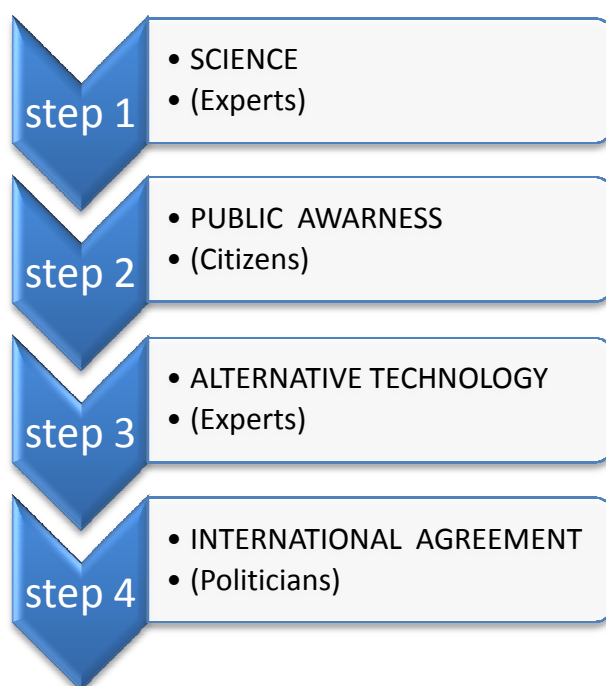 step 1
• SCIENCE
• (Experts)
step 2
• PUBLIC AWARNESS
• (Citizens)
step 3
• ALTERNATIVE TECHNOLOGY
• (Experts)
step 4
• INTERNATIONAL AGREEMENT
• (Politicians)